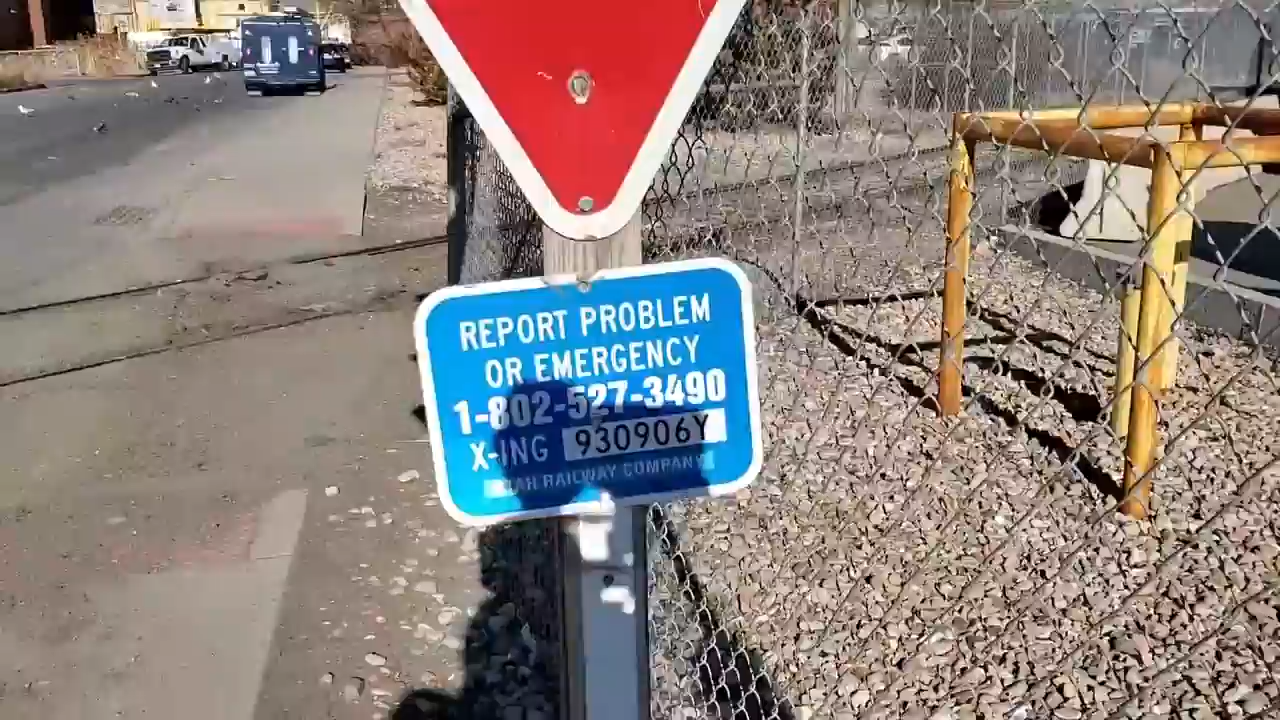 REPORT PROBLEM
OR EMERGENCY
1-802-527-3490
X-ING 930906Y
RAILWAY COMPANY